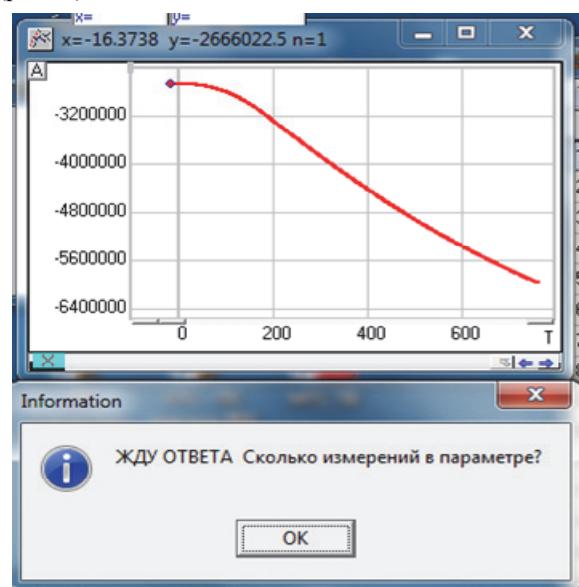 x= y=
x=-16.3738 y=-2666022.5 n=1
A
-3200000
-4000000
-4800000
-5600000
-6400000
0 200 400 600 T
Information
ЖДУ ОТВЕТА Сколько измерений в параметре?
OK